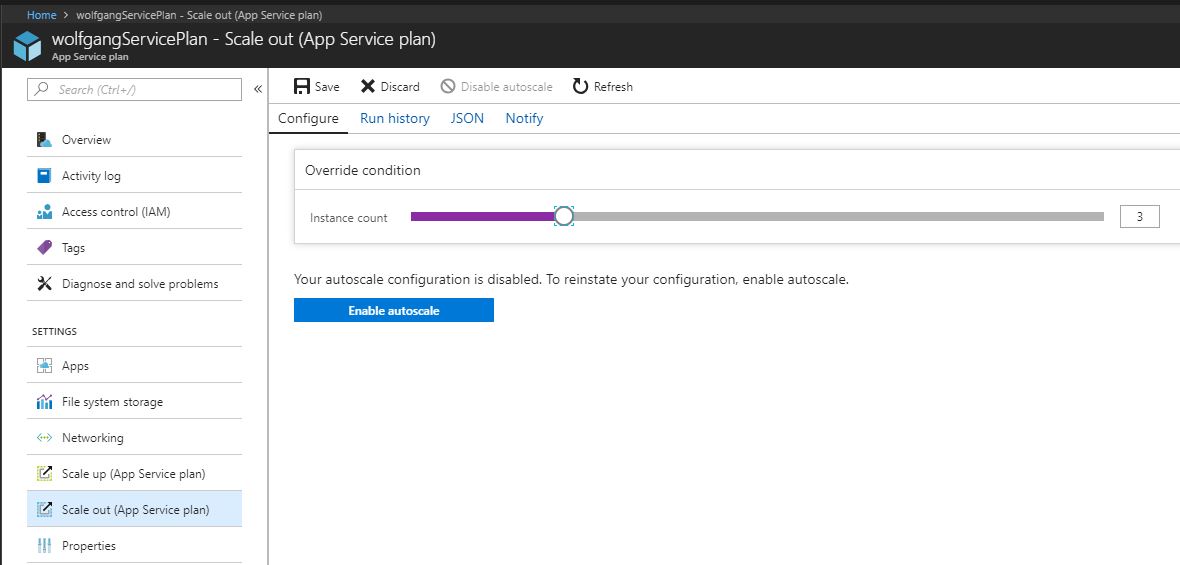 Home > wolfgangServicePlan - Scale out (App Service plan)
wolfgangServicePlan - Scale out (App Service plan)
App Service plan
Search (Ctrl+/)
«
Overview
Activity log
Access control (IAM)
Tags
Diagnose and solve problems
SETTINGS
Apps
File system storage
Networking
Scale up (App Service plan)
Scale out (App Service plan)
Properties
Save Discard Disable autoscale Refresh
Configure Run history JSON Notify
Override condition
Instance count 3
Your autoscale configuration is disabled. To reinstate your configuration, enable autoscale.
Enable autoscale